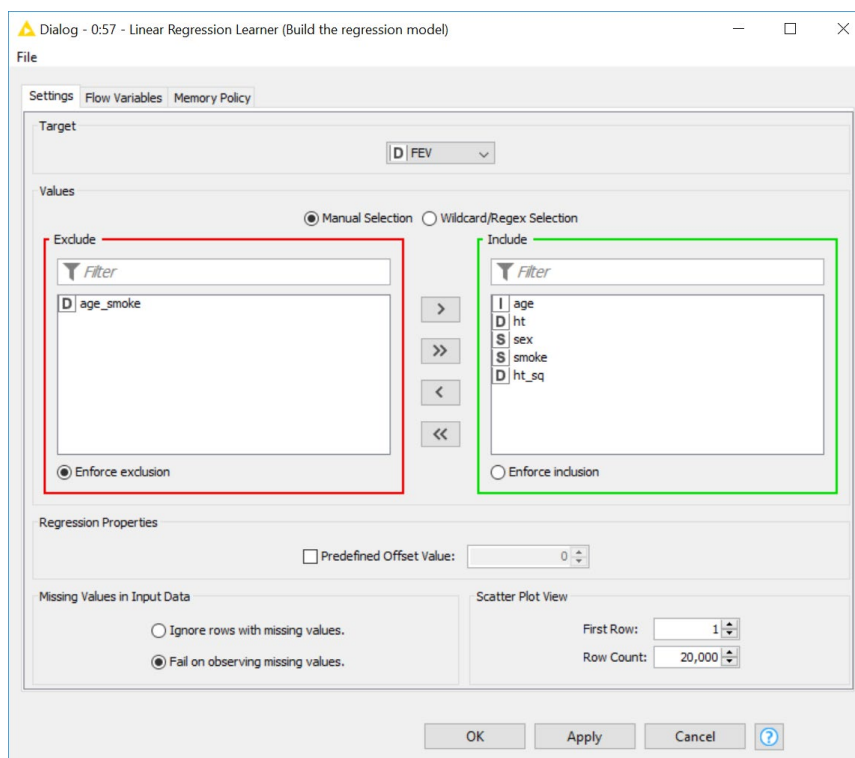 Dialog - 0:57 - Linear Regression Learner (Build the regression model)
File
Settings Flow Variables Memory Policy
Target
D FEV
Values
Manual Selection Wildcard/Regex Selection
Exclude
Filter
D age_smoke
Enforce exclusion
>
>>
<
<<
Include
Filter
I age
D ht
S sex
S smoke
D ht_sq
Enforce inclusion
Regression Properties
Predefined Offset Value: 0
Missing Values in Input Data
Ignore rows with missing values.
Fail on observing missing values.
Scatter Plot View
First Row: 1
Row Count: 20,000
OK Apply Cancel ?